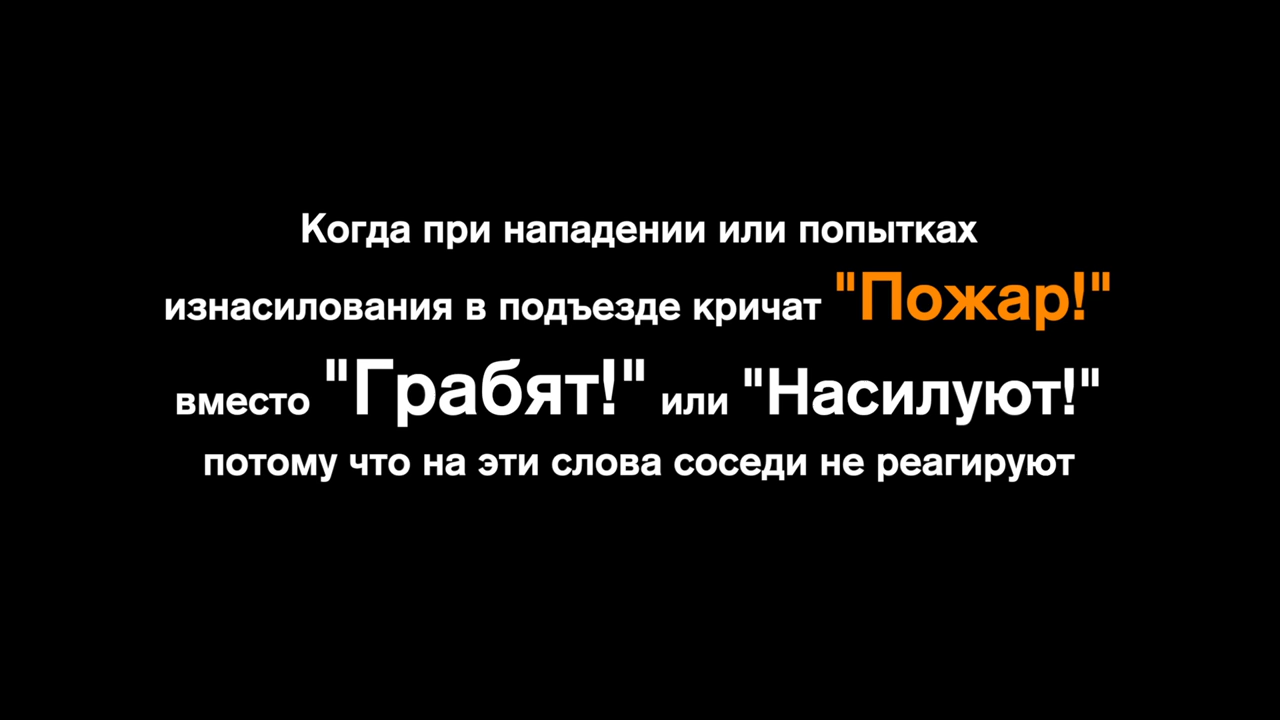 Когда при нападении или попытках
изнасилования в подъезде кричат "Пожар!"
вместо "Грабят!" или "Насилуют!"
потому что на эти слова соседи не реагируют